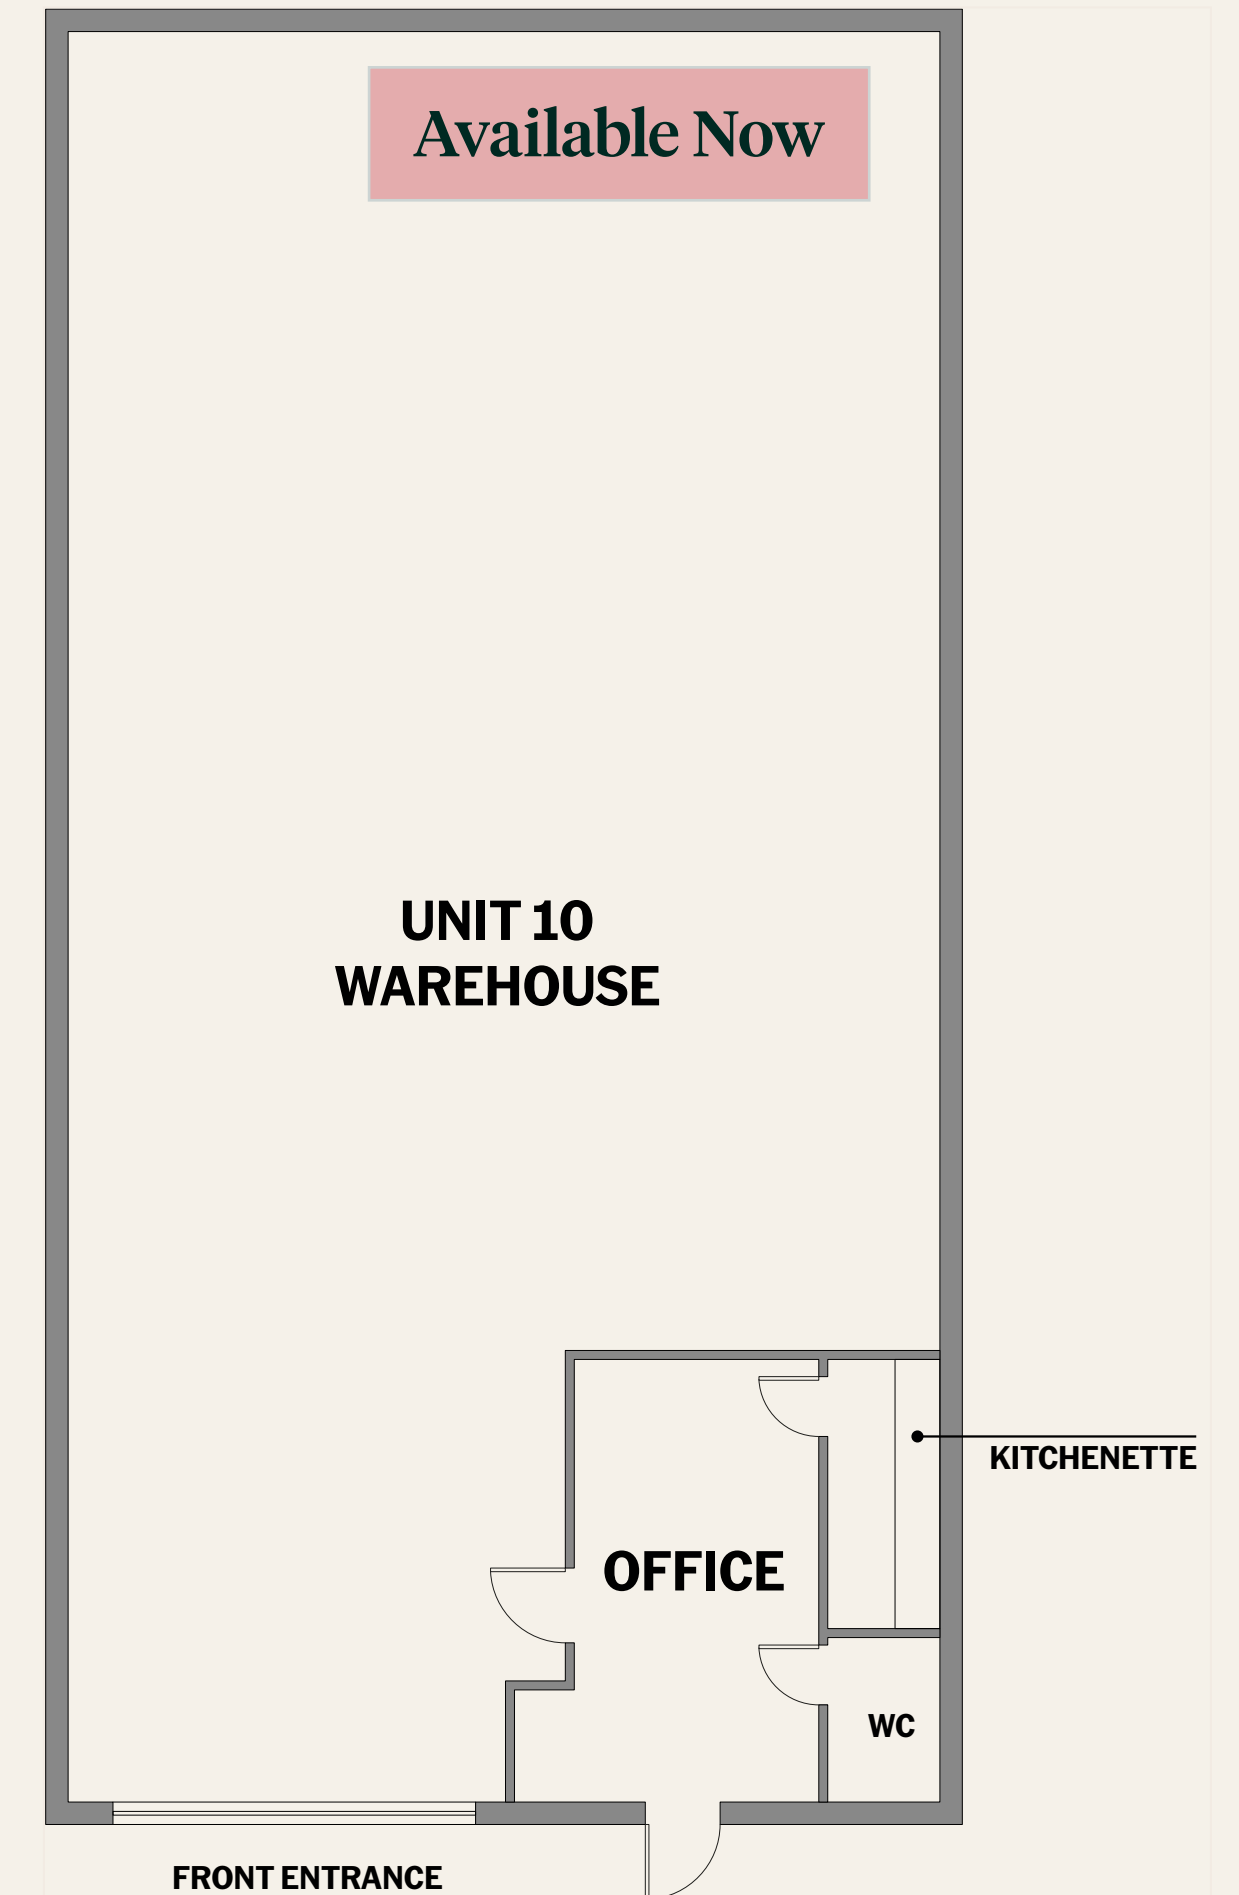 Available Now
UNIT 10
WAREHOUSE
KITCHENETTE
OFFICE
WC
FRONT ENTRANCE